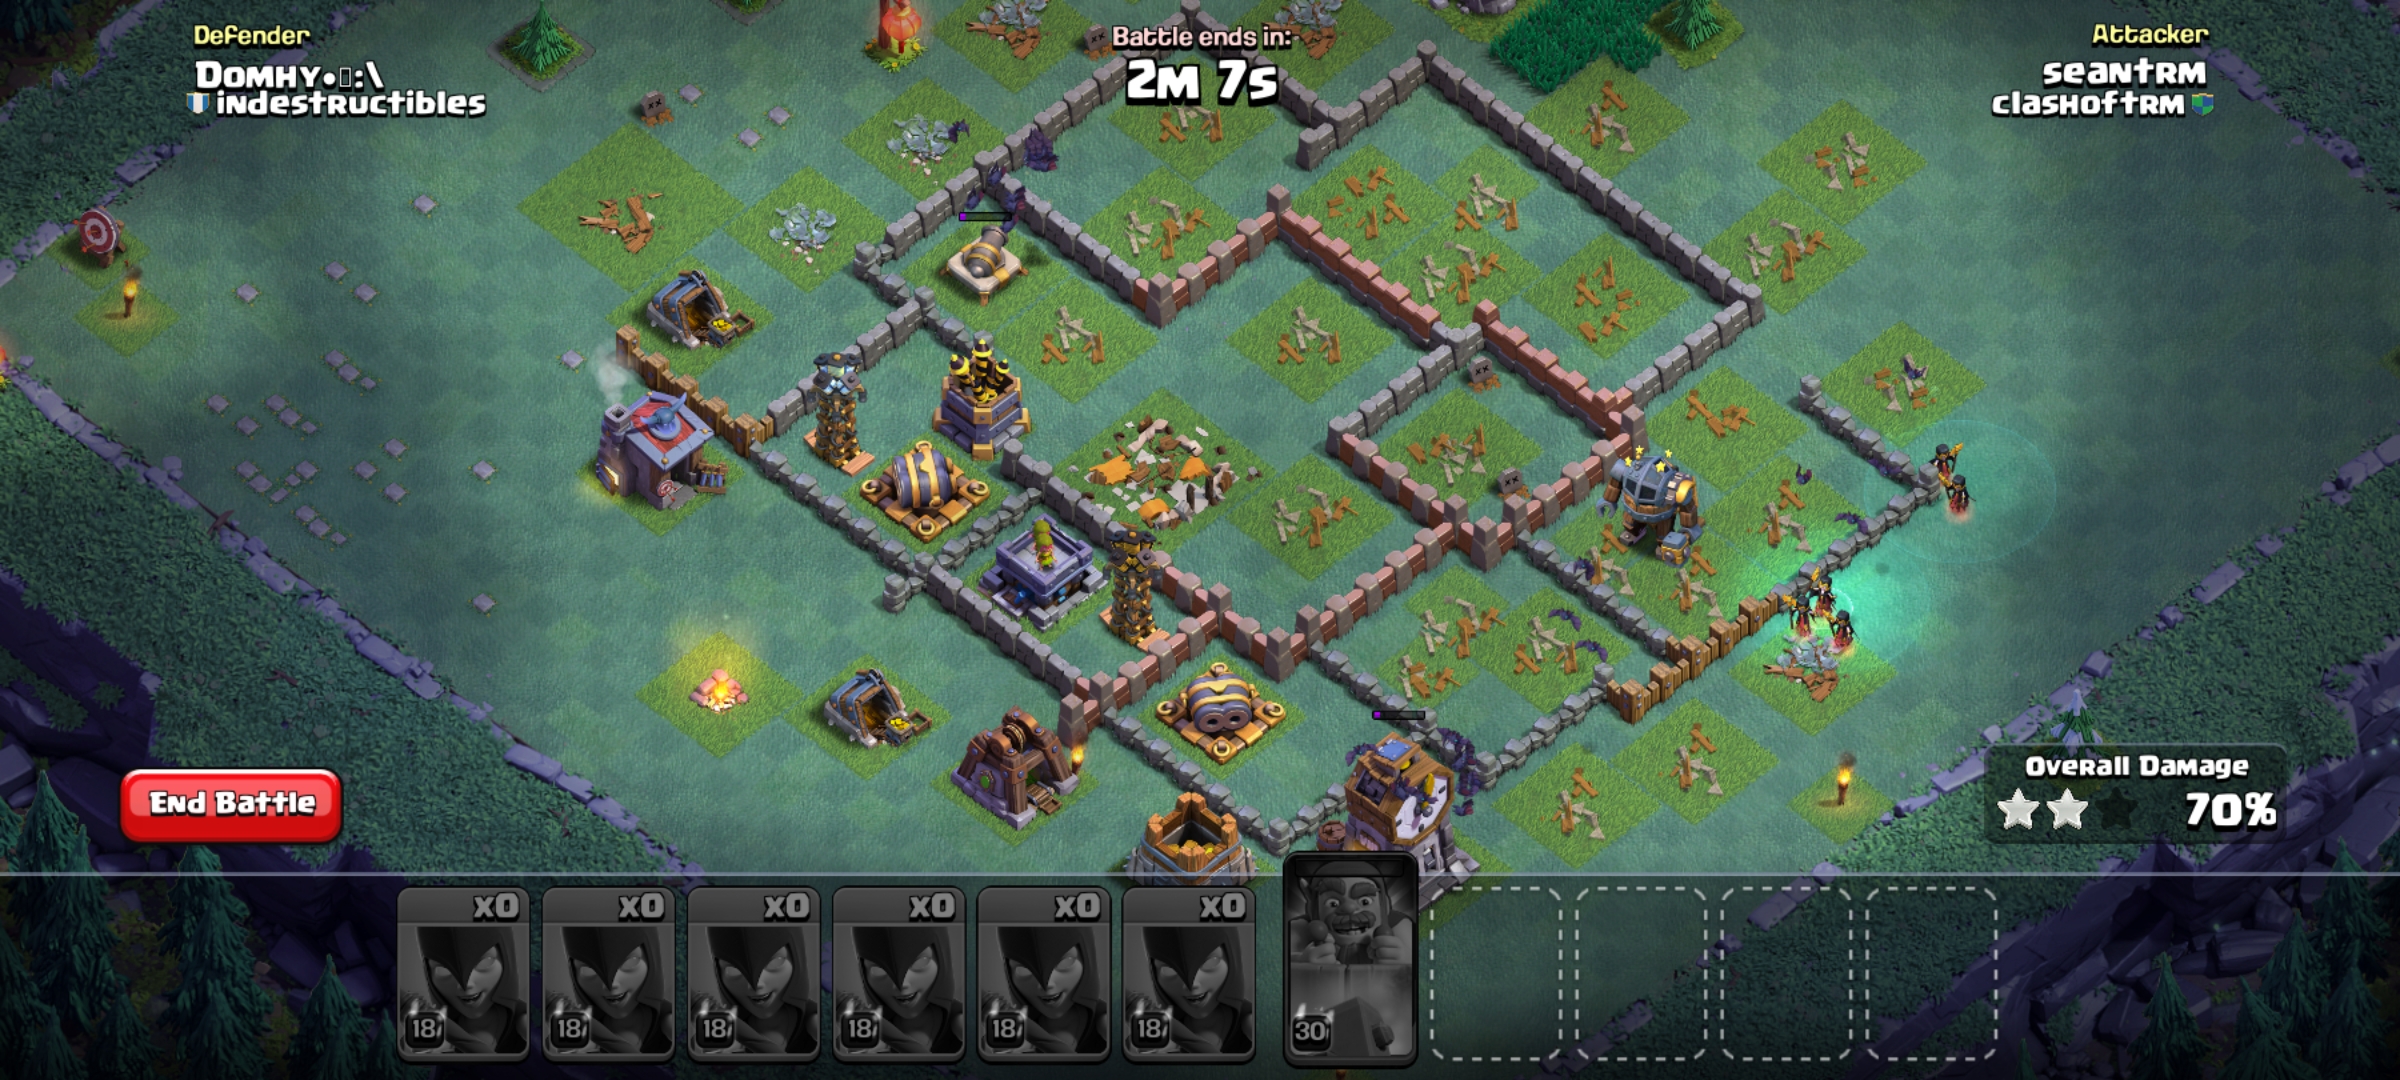 Defender
Domhy•▯:\
indestructibles
Battle ends in:
2M 7s
Attacker
seantRM
clashoftRM
End Battle
Overall Damage
70%
x0 x0 x0 x0 x0 x0
18 18 18 18 18 18 30